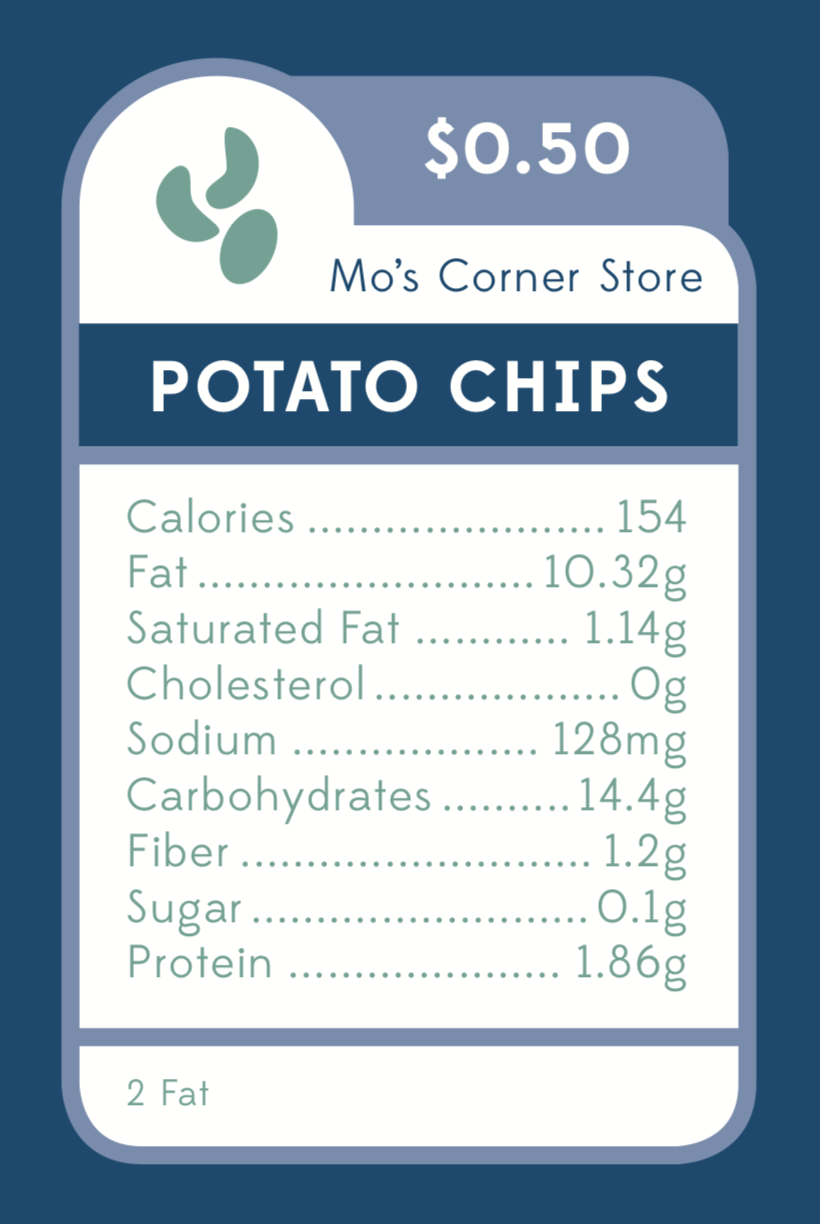 $0.50
Mo's Corner Store
POTATO CHIPS
Calories ....................... 154
Fat .......................... 10.32g
Saturated Fat ............ 1.14g
Cholesterol ................... 0g
Sodium ................... 128mg
Carbohydrates .......... 14.4g
Fiber ........................... 1.2g
Sugar .......................... 0.1g
Protein ..................... 1.86g
2 Fat